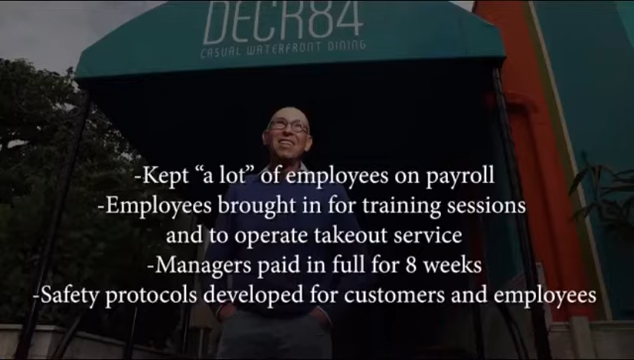 DECK84
CASUAL WATERFRONT DINING
-Kept “a lot” of employees on payroll
-Employees brought in for training sessions
and to operate takeout service
-Managers paid in full for 8 weeks
-Safety protocols developed for customers and employees